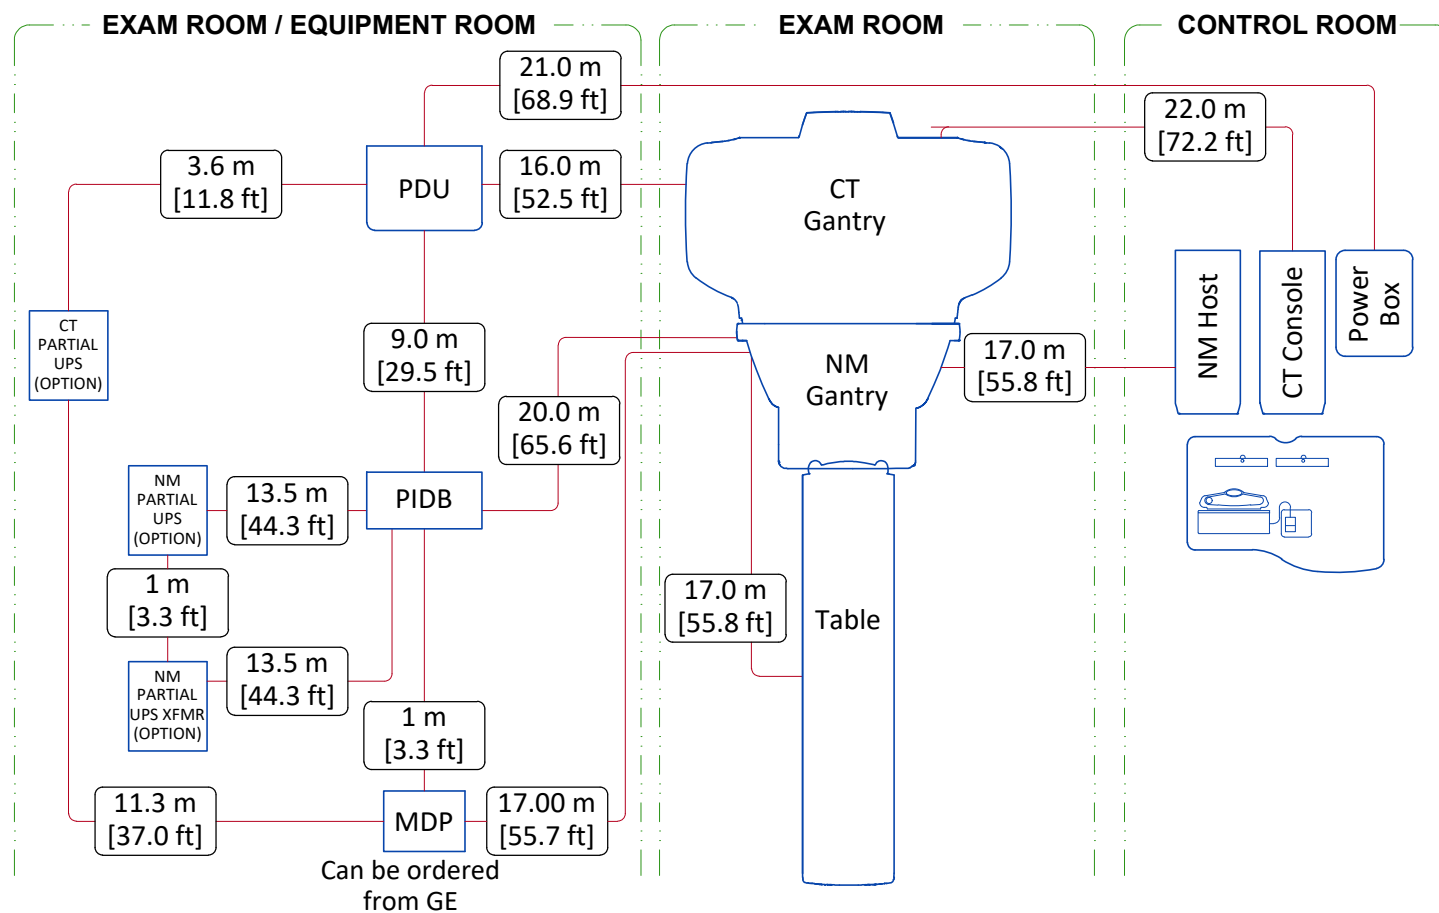 EXAM ROOM / EQUIPMENT ROOM
EXAM ROOM
CONTROL ROOM
21.0 m
[68.9 ft]
22.0 m
[72.2 ft]
3.6 m
[11.8 ft]
PDU
16.0 m
[52.5 ft]
CT
Gantry
NM Host
CT Console
Power
Box
CT
PARTIAL
UPS
(OPTION)
9.0 m
[29.5 ft]
NM
Gantry
17.0 m
[55.8 ft]
20.0 m
[65.6 ft]
NM
PARTIAL
UPS
(OPTION)
13.5 m
[44.3 ft]
PIDB
1 m
[3.3 ft]
17.0 m
[55.8 ft]
Table
NM
PARTIAL
UPS XFMR
(OPTION)
13.5 m
[44.3 ft]
1 m
[3.3 ft]
11.3 m
[37.0 ft]
MDP
17.00 m
[55.7 ft]
Can be ordered
from GE